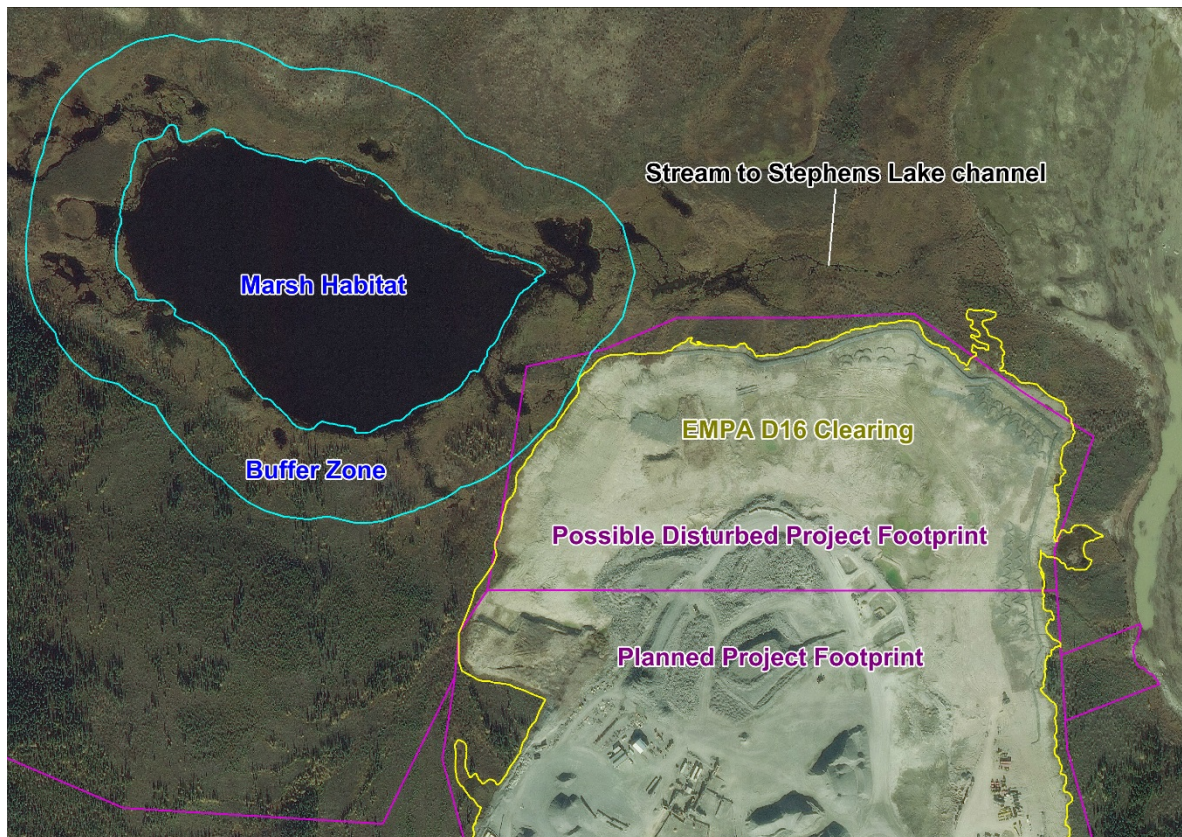 Stream to Stephens Lake channel
Marsh Habitat
EMPA D16 Clearing
Buffer Zone
Possible Disturbed Project Footprint
Planned Project Footprint